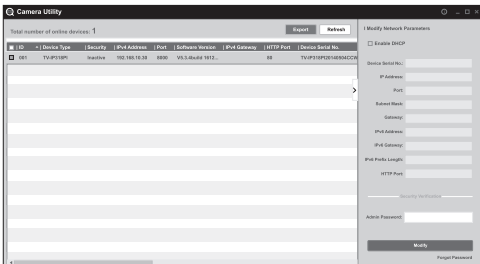 Camera Utility
Total number of online devices: 1
Export
Refresh
ID
Device Type
Security
IPv4 Address
Port
Software Version
IPv4 Gateway
HTTP Port
Device Serial No.
001
TV-IP318PI
Inactive
192.168.10.30
8000
80
Modify Network Parameters
Enable DHCP
Device Serial No.:
IP Address:
Port:
Subnet Mask:
Gateway:
IPv6 Address:
IPv6 Gateway:
IPv6 Prefix Length:
HTTP Port:
Security Verification
Admin Password:
Modify
Forgot Password